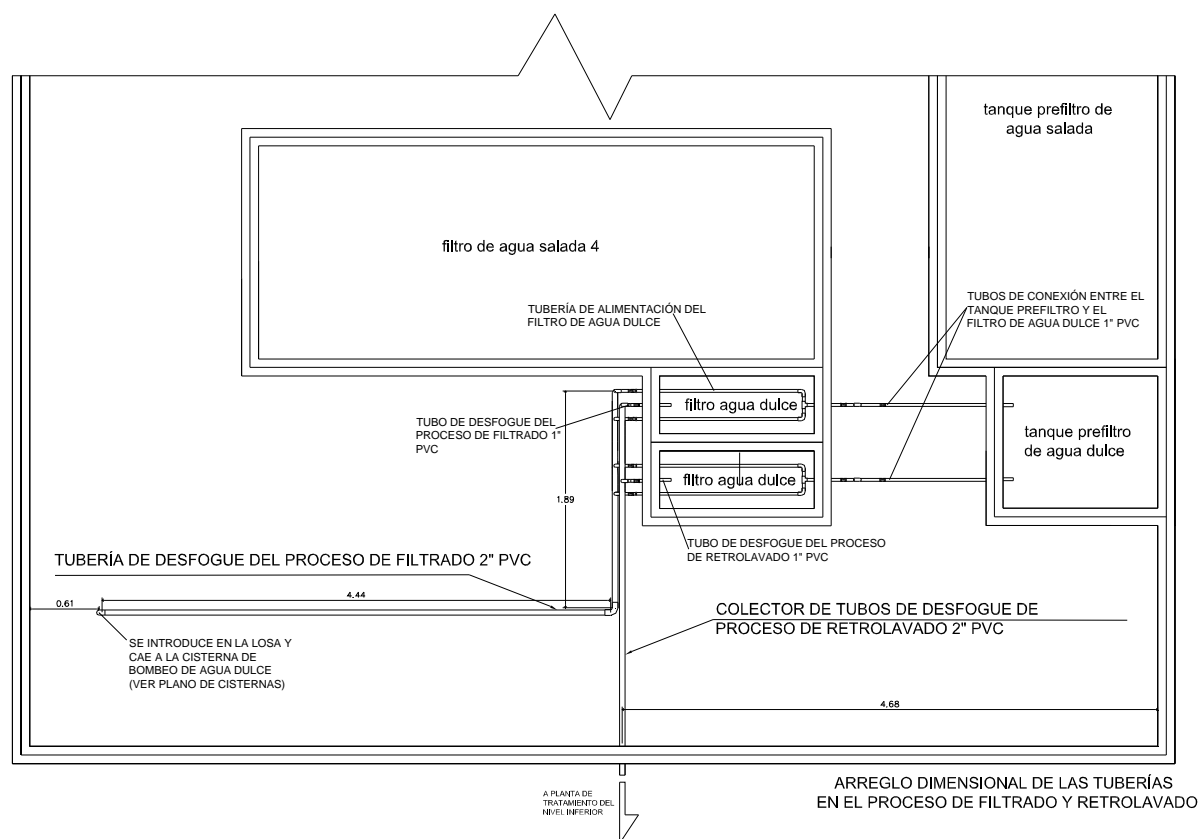 tanque prefiltro de
agua salada
filtro de agua salada 4
TUBERÍA DE ALIMENTACIÓN DEL
FILTRO DE AGUA DULCE
TUBOS DE CONEXIÓN ENTRE EL
TANQUE PREFILTRO Y EL
FILTRO DE AGUA DULCE 1" PVC
filtro agua dulce
TUBO DE DESFOGUE DEL
PROCESO DE FILTRADO 1"
PVC
tanque prefiltro
de agua dulce
filtro agua dulce
1.89
TUBO DE DESFOGUE DEL PROCESO
DE RETROLAVADO 1" PVC
TUBERÍA DE DESFOGUE DEL PROCESO DE FILTRADO 2" PVC
0.61
4.44
COLECTOR DE TUBOS DE DESFOGUE DE
PROCESO DE RETROLAVADO 2" PVC
SE INTRODUCE EN LA LOSA Y
CAE A LA CISTERNA DE
BOMBEO DE AGUA DULCE
(VER PLANO DE CISTERNAS)
4.68
A PLANTA DE
TRATAMIENTO DEL
NIVEL INFERIOR
ARREGLO DIMENSIONAL DE LAS TUBERÍAS
EN EL PROCESO DE FILTRADO Y RETROLAVADO